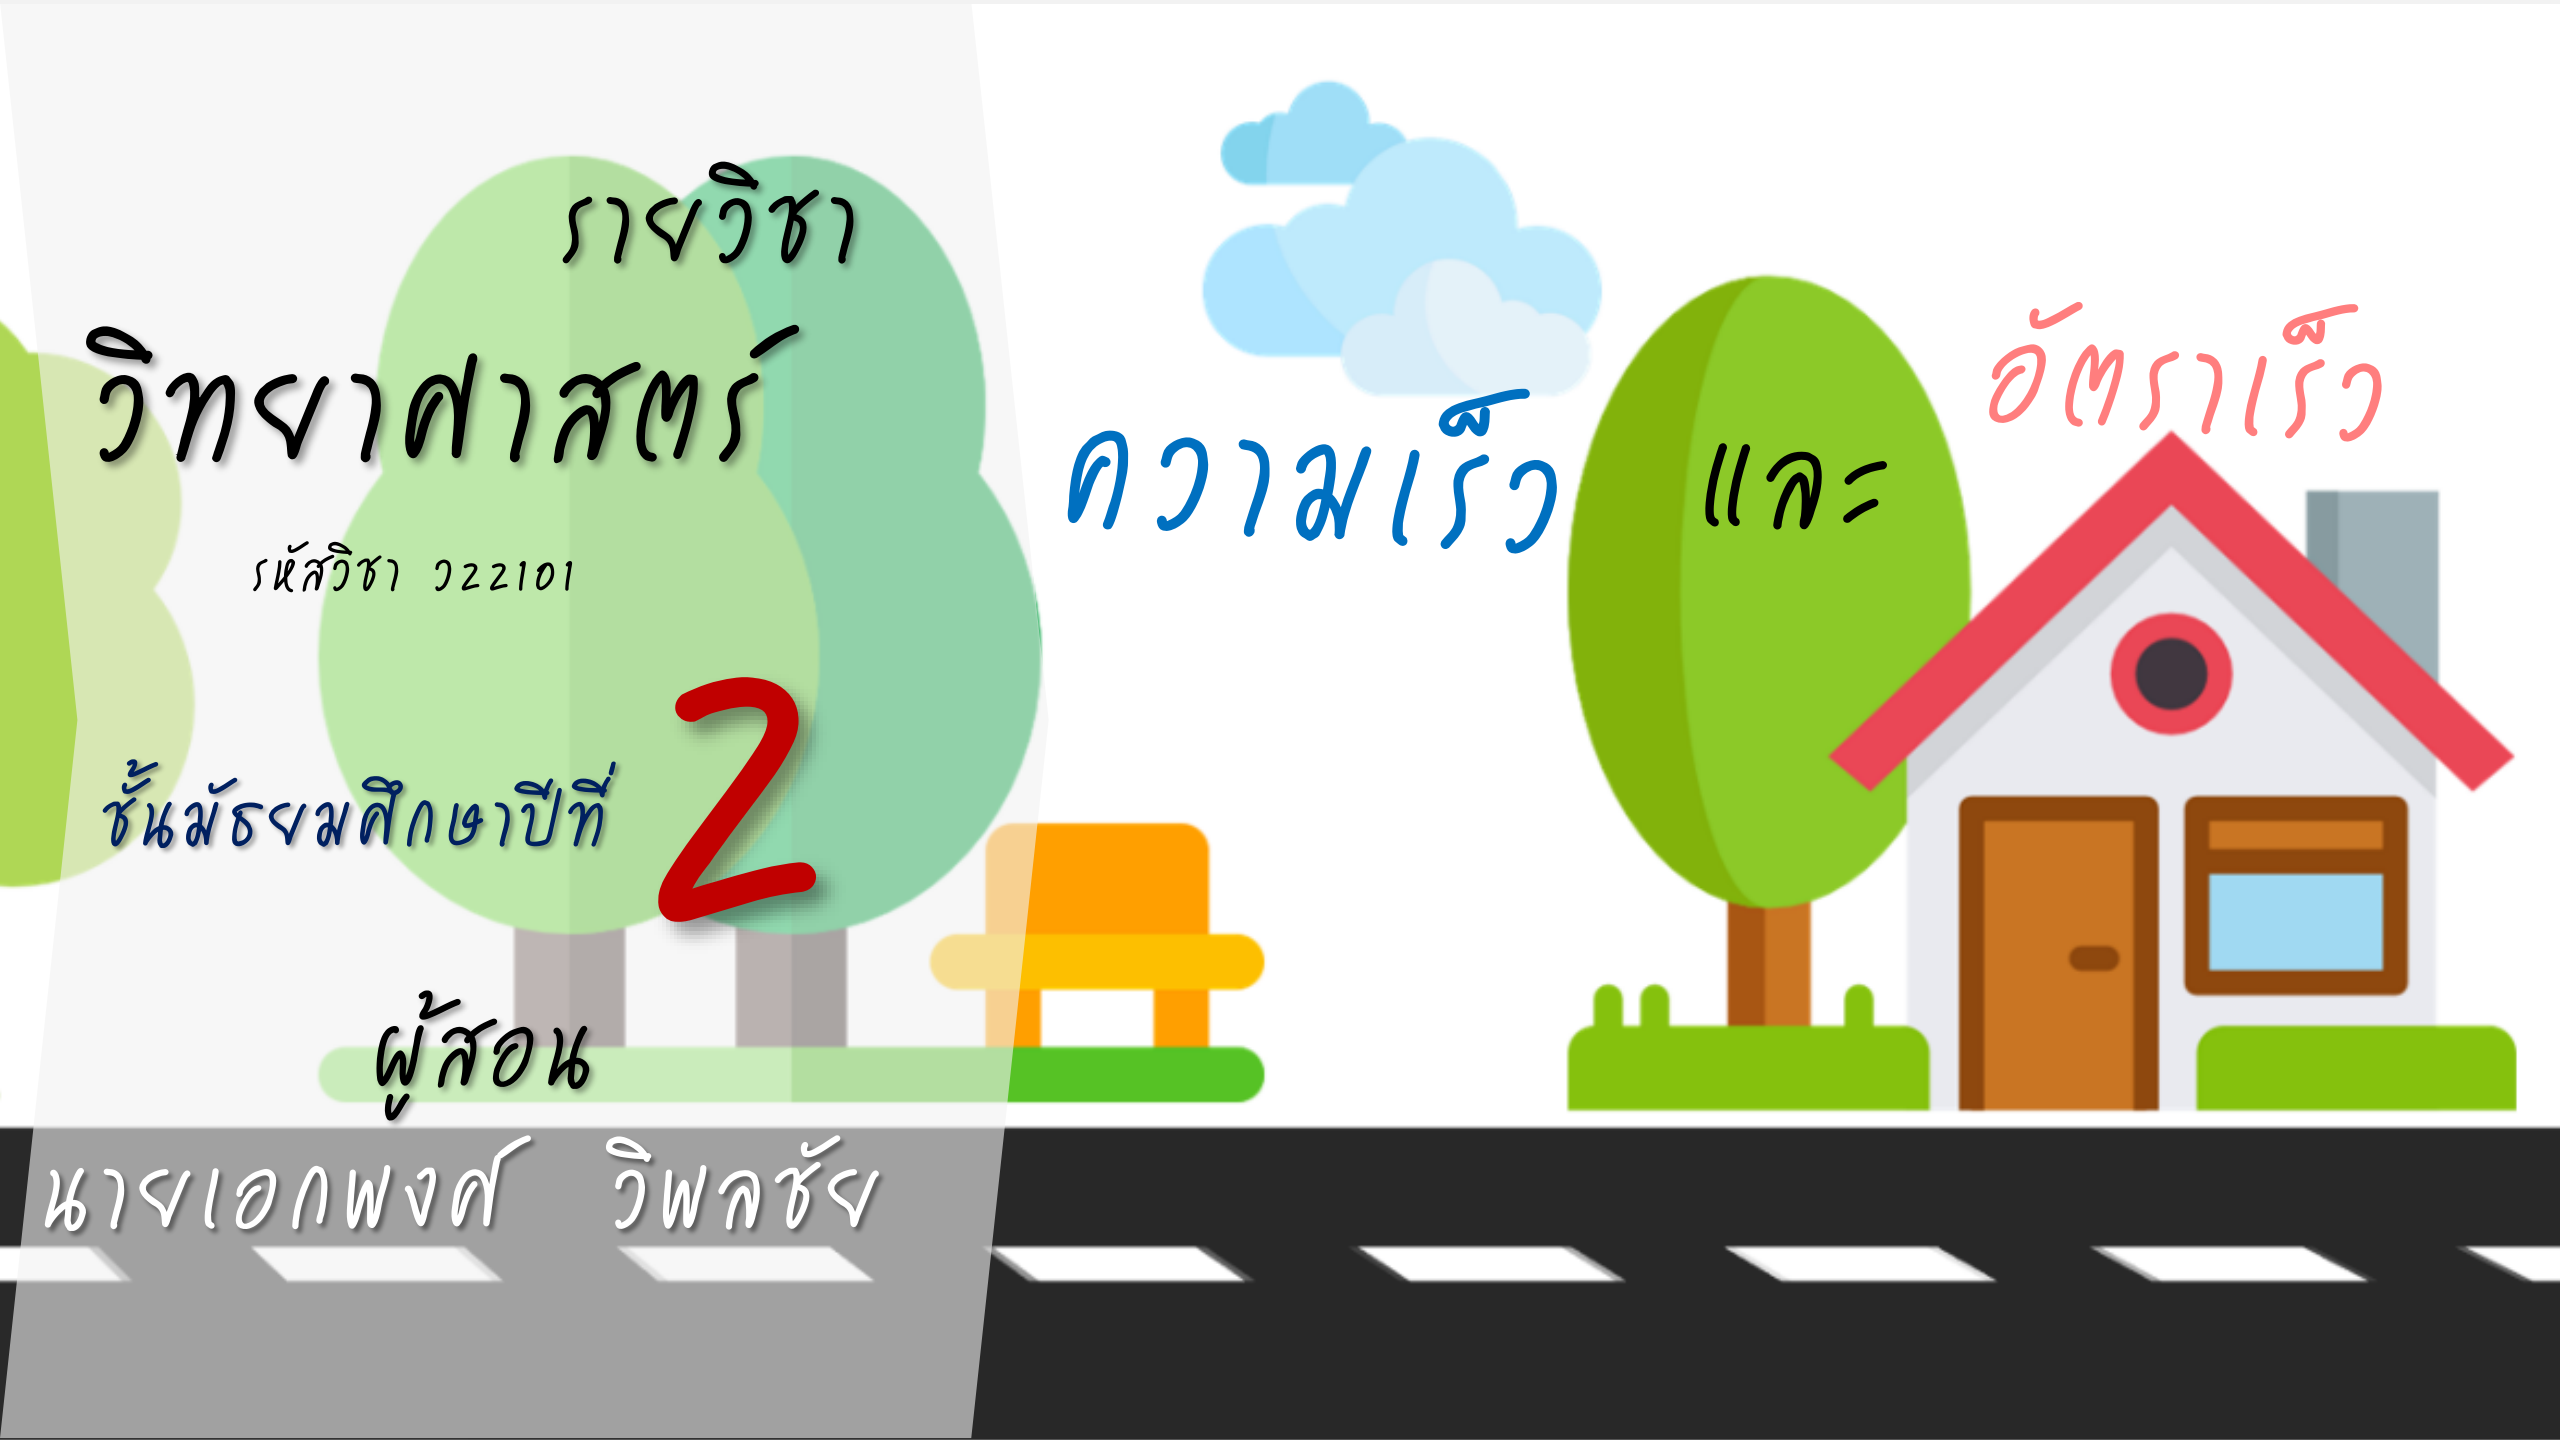 รายวิชา
วิทยาศาสตร์
รหัสวิชา ว22101
ชั้นมัธยมศึกษาปีที่ 2
ผู้สอน
นายเอกพงศ์ วิพลชัย
ความเร็ว และ อัตราเร็ว